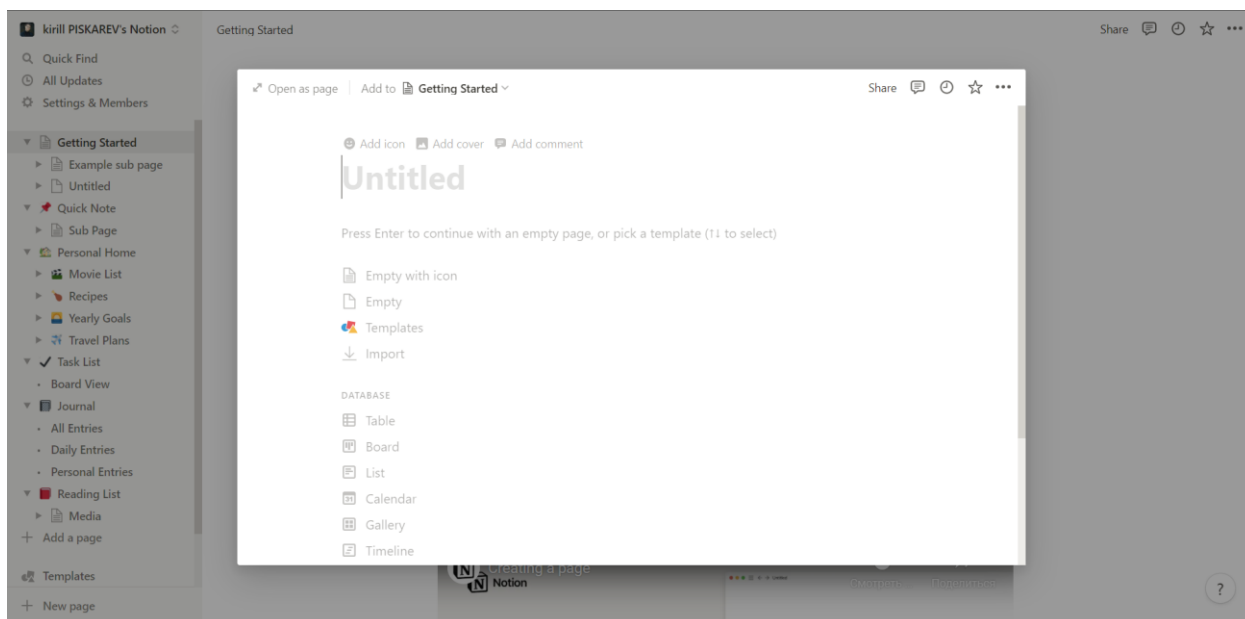 kirill PISKAREV's Notion
Quick Find
All Updates
Settings & Members
Getting Started
Example sub page
Untitled
Quick Note
Sub Page
Personal Home
Movie List
Recipes
Yearly Goals
Travel Plans
Task List
Board View
Journal
All Entries
Daily Entries
Personal Entries
Reading List
Media
Add a page
Templates
New page
Getting Started
Share
Open as page Add to Getting Started
Share
Add icon Add cover Add comment
Untitled
Press Enter to continue with an empty page, or pick a template (↑↓ to select)
Empty with icon
Empty
Templates
Import
DATABASE
Table
Board
List
Calendar
Gallery
Timeline
Creating a page
Notion
?